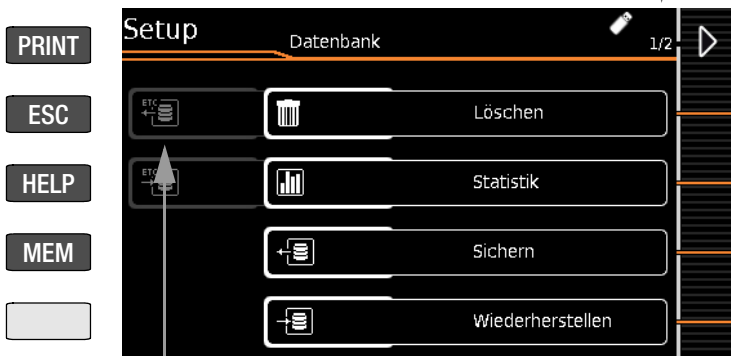 PRINT
ESC
HELP
MEM
Setup
Datenbank
1/2
ETC
Löschen
ETC
Statistik
Sichern
Wiederherstellen